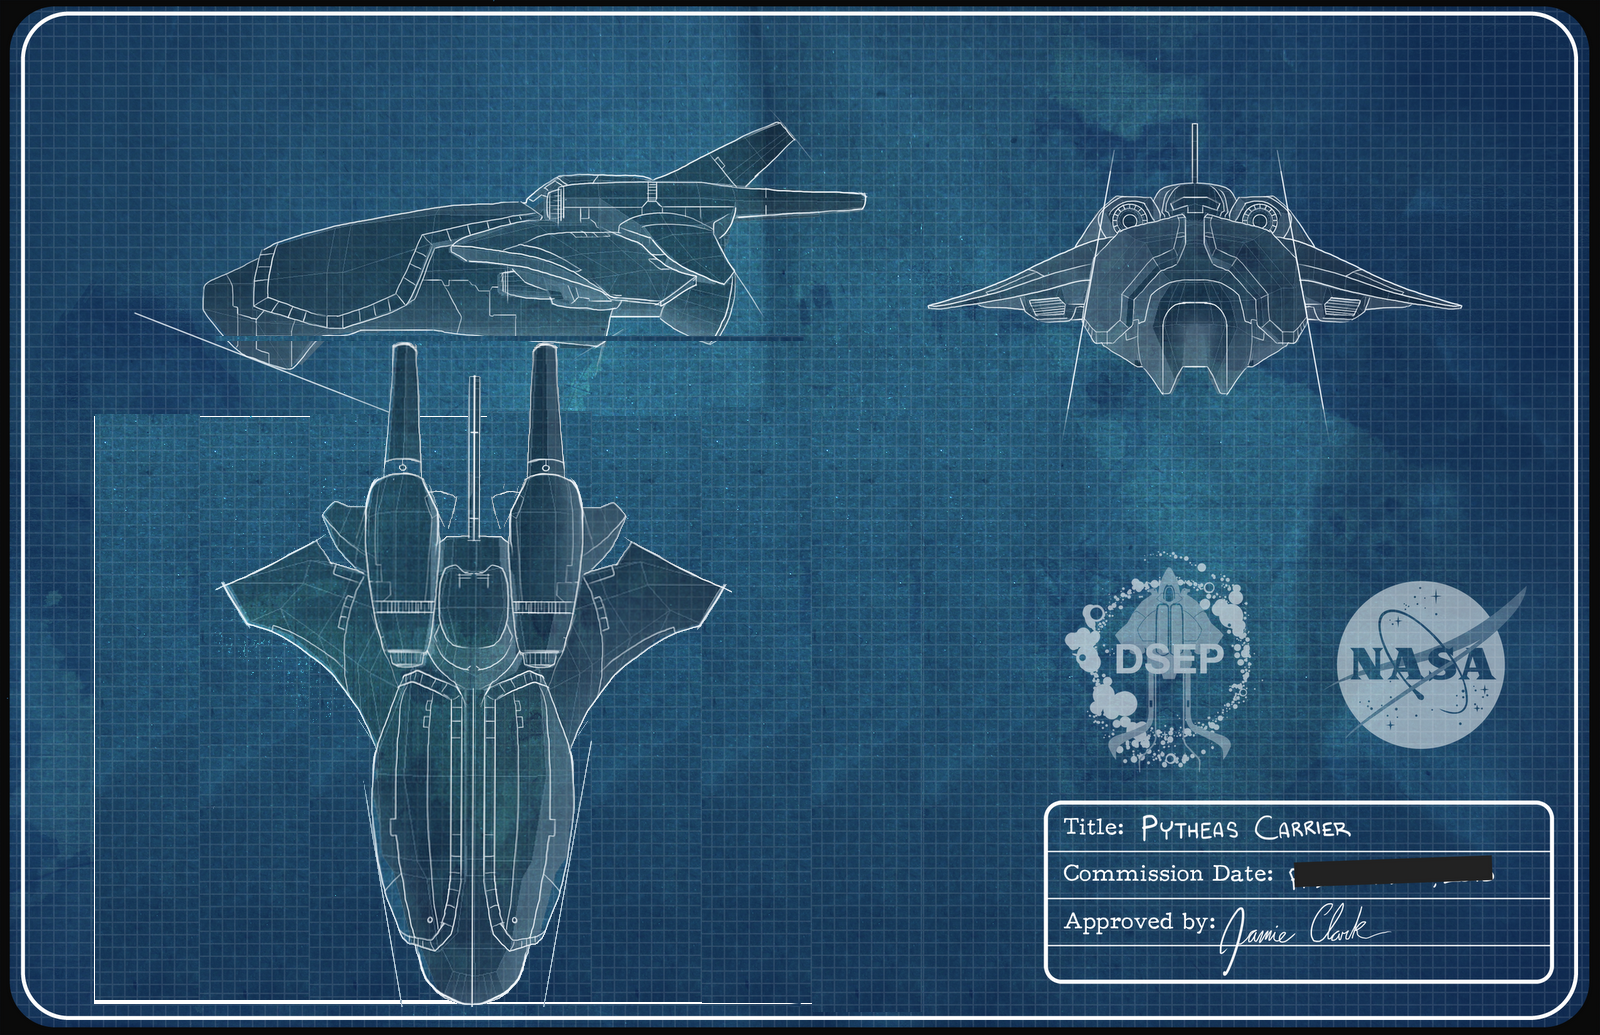 DSEP
NASA
Title: PYTHEAS CARRIER
Commission Date:
Approved by: Jamie Clark